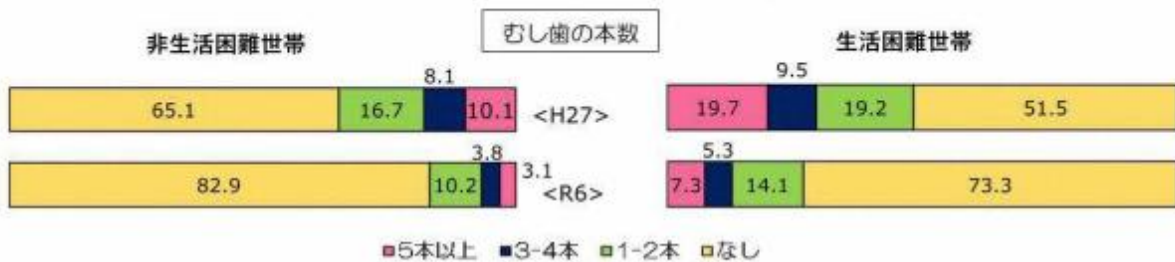 むし歯の本数
非生活困難世帯
生活困難世帯
8.1
9.5
65.1 16.7 10.1 <H27> 19.7 19.2 51.5
3.8
5.3
82.9 10.2 3.1 <R6> 7.3 14.1 73.3
■5本以上 ■3-4本 ■1-2本 ■なし